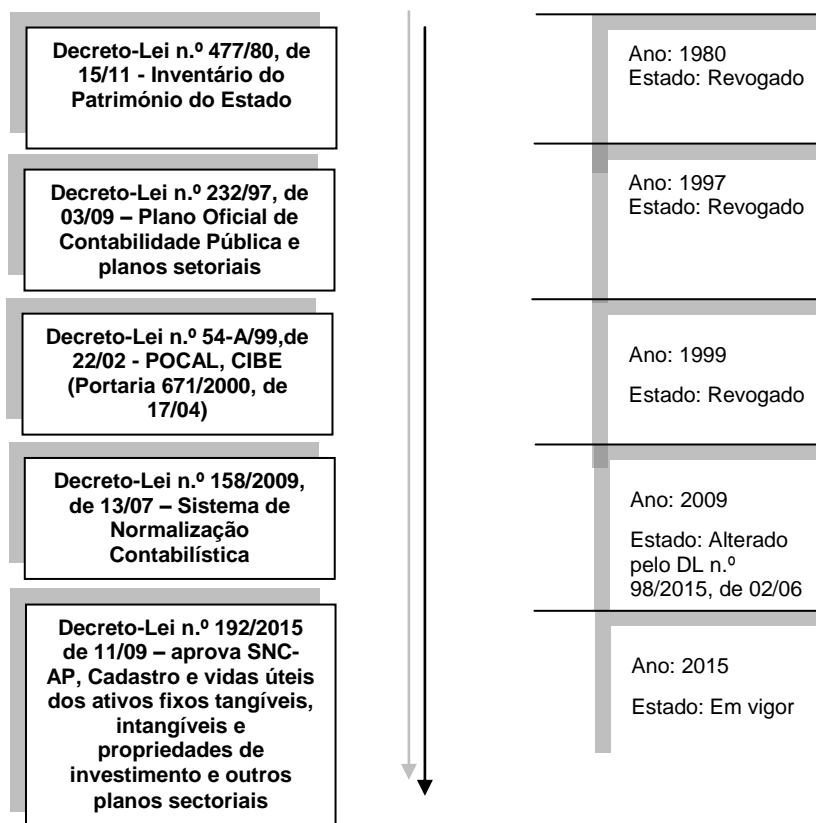 Decreto-Lei n.º 477/80, de
15/11 - Inventário do
Património do Estado
Ano: 1980
Estado: Revogado
Decreto-Lei n.º 232/97, de
03/09 – Plano Oficial de
Contabilidade Pública e
planos setoriais
Ano: 1997
Estado: Revogado
Decreto-Lei n.º 54-A/99,de
22/02 - POCAL, CIBE
(Portaria 671/2000, de
17/04)
Ano: 1999
Estado: Revogado
Decreto-Lei n.º 158/2009,
de 13/07 – Sistema de
Normalização
Contabilística
Ano: 2009
Estado: Alterado
pelo DL n.º
98/2015, de 02/06
Decreto-Lei n.º 192/2015
de 11/09 – aprova SNC-
AP, Cadastro e vidas úteis
dos ativos fixos tangíveis,
intangíveis e
propriedades de
investimento e outros
planos sectoriais
Ano: 2015
Estado: Em vigor